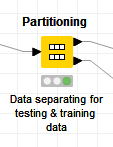 Partitioning
Data separating for
testing & training
data